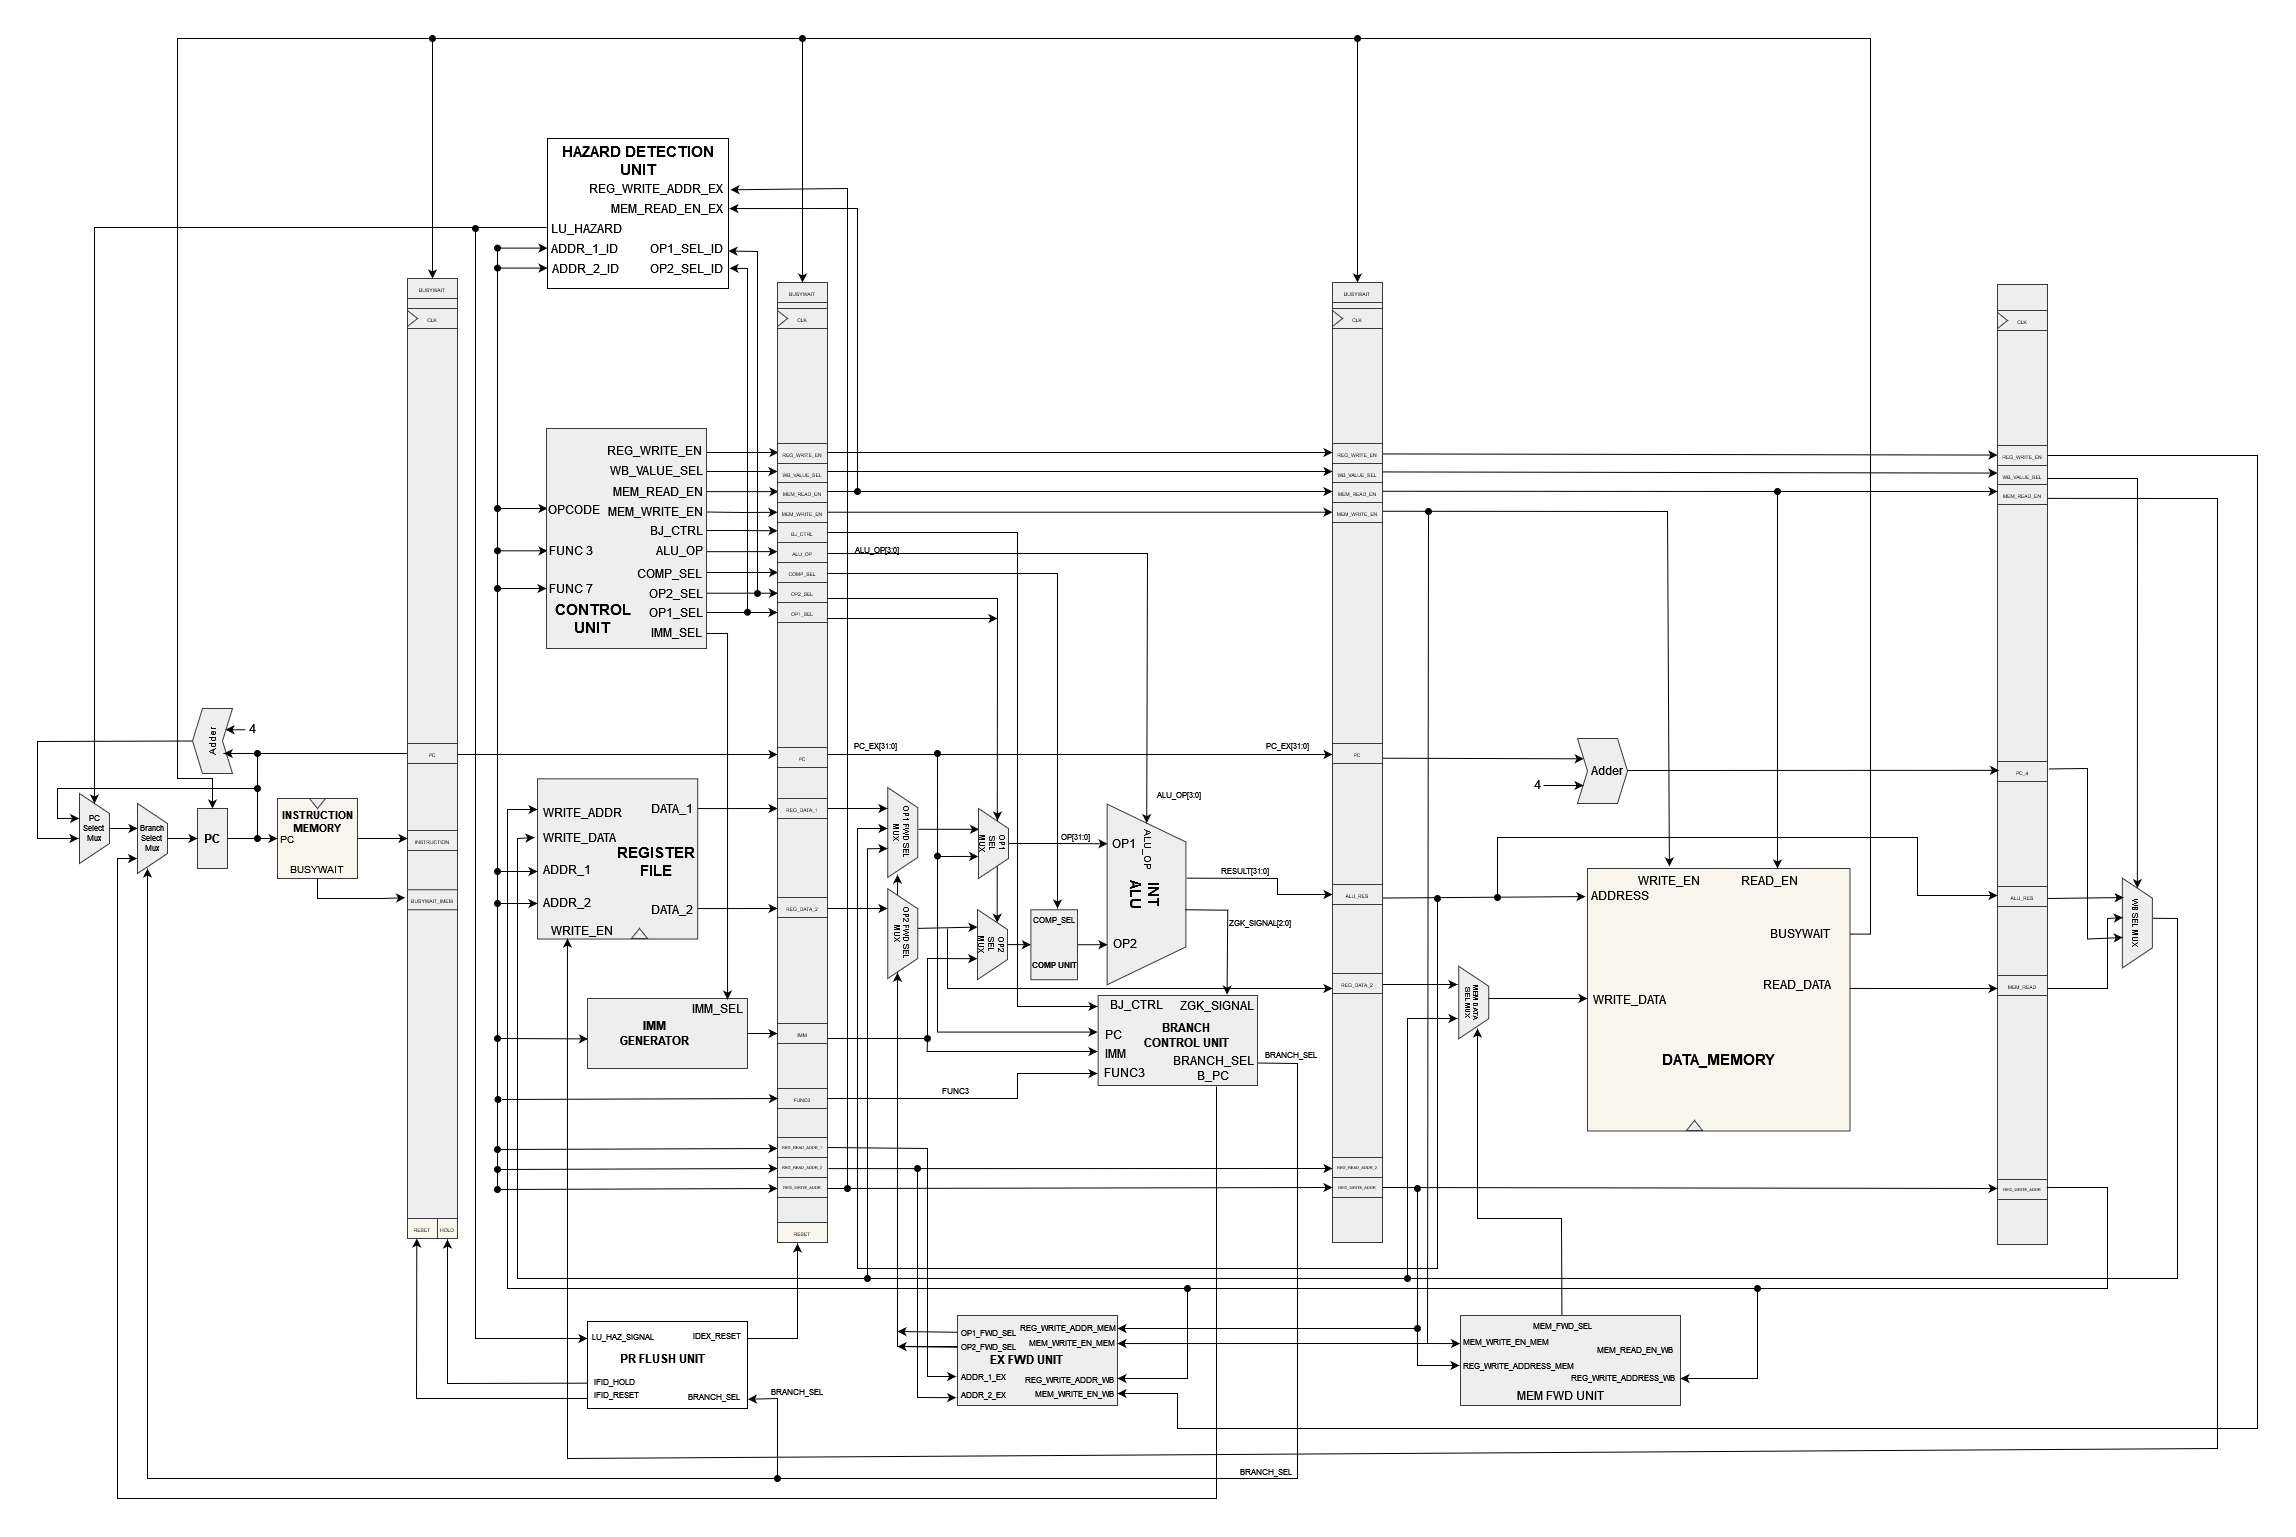 HAZARD DETECTION
UNIT
REG_WRITE_ADDR_EX
MEM_READ_EN_EX
LU_HAZARD
ADDR_1_ID
OP1_SEL_ID
ADDR_2_ID
OP2_SEL_ID
BUSYWAIT
CLK
PC
INSTRUCTION
BUSYWAIT_IMEM
RESET
HOLD
Adder
4
PC
Select
Mux
Branch
Select
Mux
PC
INSTRUCTION
MEMORY
PC
BUSYWAIT
REG_WRITE_EN
WB_VALUE_SEL
MEM_READ_EN
OPCODE
MEM_WRITE_EN
BJ_CTRL
FUNC 3
ALU_OP
COMP_SEL
FUNC 7
OP2_SEL
CONTROL
UNIT
OP1_SEL
IMM_SEL
WRITE_ADDR
DATA_1
WRITE_DATA
REGISTER
FILE
ADDR_1
ADDR_2
DATA_2
WRITE_EN
IMM_SEL
IMM
GENERATOR
BUSYWAIT
CLK
REG_WRITE_EN
WB_VALUE_SEL
MEM_READ_EN
MEM_WRITE_EN
BJ_CTRL
ALU_OP
COMP_SEL
OP2_SEL
OP1_SEL
PC
REG_DATA_1
REG_DATA_2
IMM
FUNC3
REG_READ_ADDR_1
REG_READ_ADDR_2
REG_WRITE_ADDR
RESET
ALU_OP[3:0]
PC_EX[31:0]
PC_EX[31:0]
OP1 FWD SEL
MUX
OP2 FWD SEL
MUX
OP1
SEL
MUX
OP2
SEL
MUX
OP[31:0]
COMP_SEL
COMP UNIT
ALU_OP[3:0]
ALU_OP
OP1
INT
ALU
OP2
RESULT[31:0]
ZGK_SIGNAL[2:0]
BJ_CTRL
ZGK_SIGNAL
BRANCH
CONTROL UNIT
PC
IMM
BRANCH_SEL
FUNC3
B_PC
BRANCH_SEL
FUNC3
BUSYWAIT
CLK
REG_WRITE_EN
WB_VALUE_SEL
MEM_READ_EN
MEM_WRITE_EN
PC
ALU_RES
REG_DATA_2
REG_READ_ADDR_2
REG_WRITE_ADDR
Adder
4
MEM DATA
SEL MUX
WRITE_EN
READ_EN
ADDRESS
BUSYWAIT
READ_DATA
WRITE_DATA
DATA_MEMORY
CLK
REG_WRITE_EN
WB_VALUE_SEL
MEM_READ_EN
PC_4
ALU_RES
MEM_READ
REG_WRITE_ADDR
WB SEL MUX
LU_HAZ_SIGNAL
IDEX_RESET
PR FLUSH UNIT
IFID_HOLD
IFID_RESET
BRANCH_SEL
BRANCH_SEL
OP1_FWD_SEL
REG_WRITE_ADDR_MEM
OP2_FWD_SEL
MEM_WRITE_EN_MEM
EX FWD UNIT
ADDR_1_EX
REG_WRITE_ADDR_WB
ADDR_2_EX
MEM_WRITE_EN_WB
MEM_FWD_SEL
MEM_WRITE_EN_MEM
MEM_READ_EN_WB
REG_WRITE_ADDRESS_MEM
REG_WRITE_ADDRESS_WB
MEM FWD UNIT
BRANCH_SEL